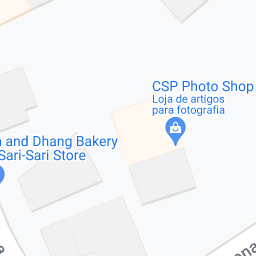 CSP Photo Shop
Loja de artigos
para fotografia
and Dhang Bakery
Sari-Sari Store